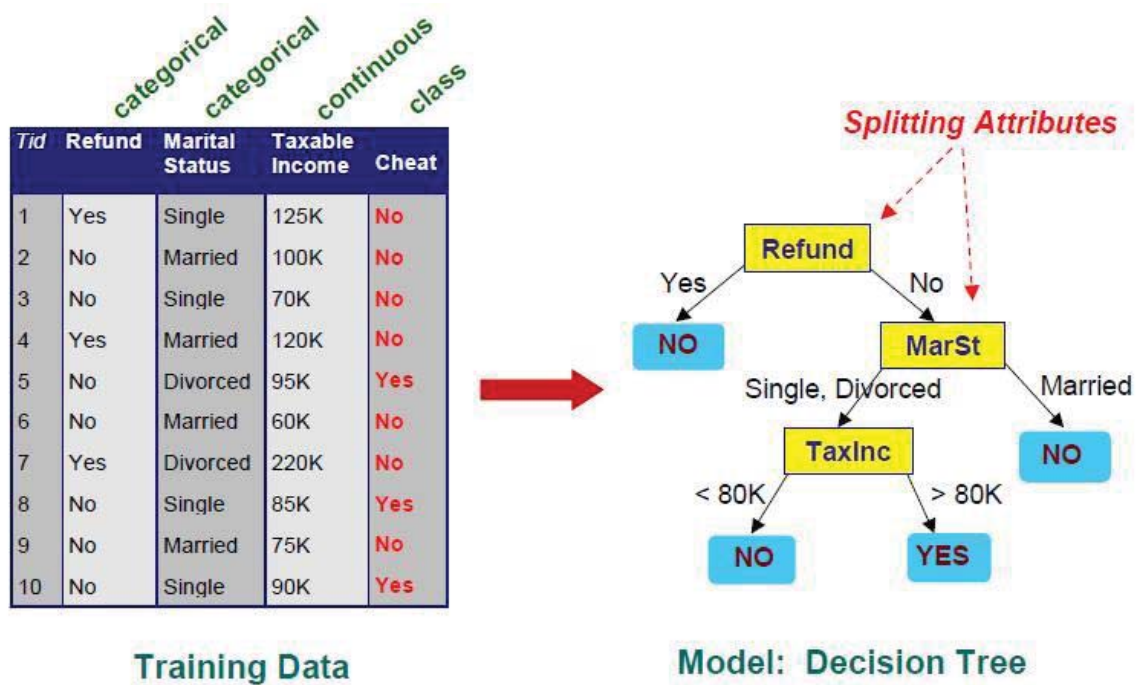 categorical
categorical
continuous
class
Tid Refund Marital Status Taxable Income Cheat
1 Yes Single 125K No
2 No Married 100K No
3 No Single 70K No
4 Yes Married 120K No
5 No Divorced 95K Yes
6 No Married 60K No
7 Yes Divorced 220K No
8 No Single 85K Yes
9 No Married 75K No
10 No Single 90K Yes
Training Data
Splitting Attributes
Refund
Yes No
NO MarSt
Single, Divorced Married
TaxInc NO
< 80K > 80K
NO YES
Model: Decision Tree